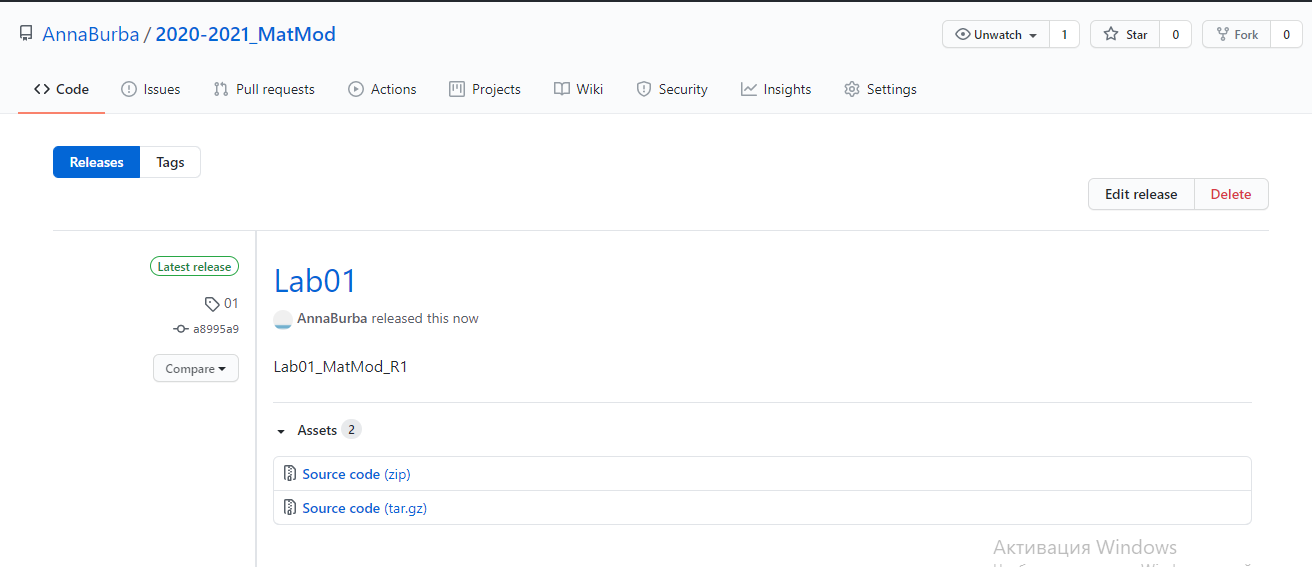 AnnaBurba / 2020-2021_MatMod
Unwatch 1 Star 0 Fork 0
Code Issues Pull requests Actions Projects Wiki Security Insights Settings
Releases Tags
Edit release Delete
Latest release
01
a8995a9
Compare
Lab01
AnnaBurba released this now
Lab01_MatMod_R1
Assets 2
Source code (zip)
Source code (tar.gz)
Активация Windows